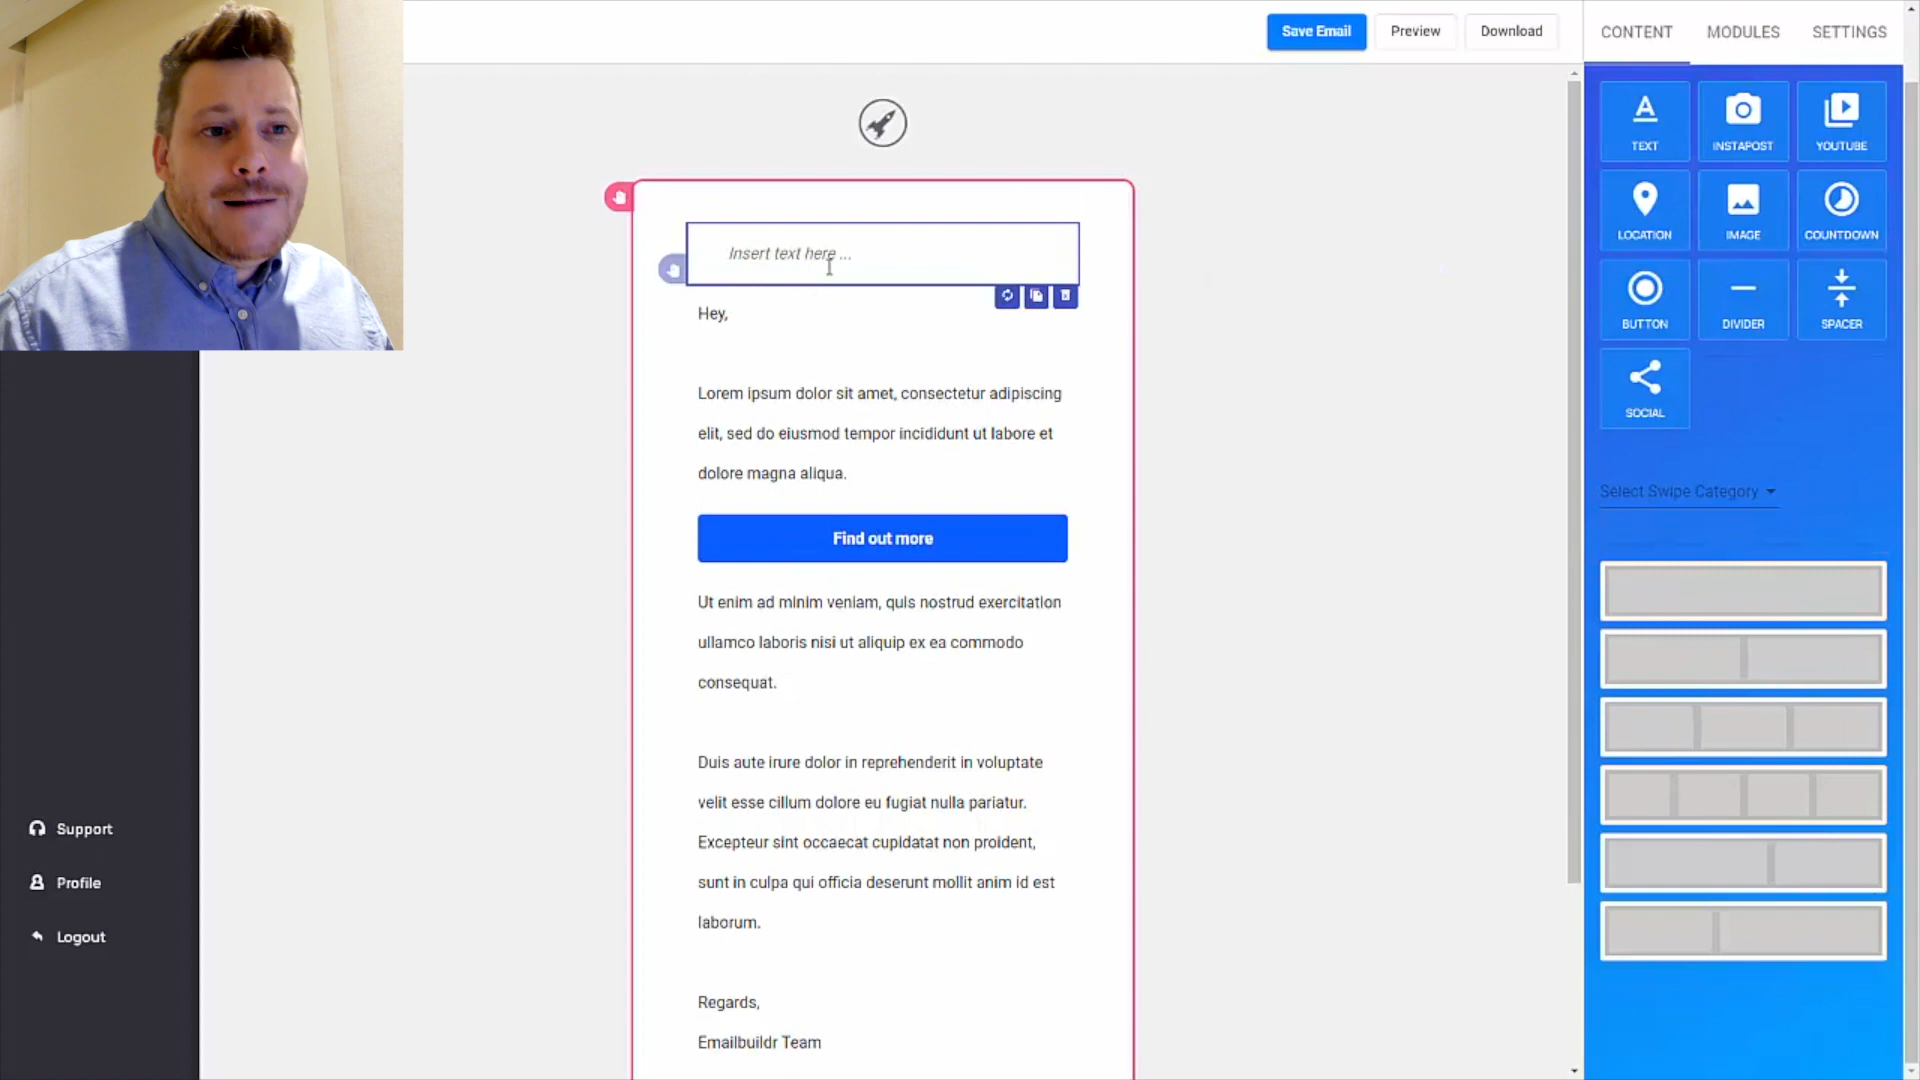 Save Email
Preview
Download
CONTENT
MODULES
SETTINGS
TEXT
INSTAPOST
YOUTUBE
LOCATION
IMAGE
COUNTDOWN
BUTTON
DIVIDER
SPACER
SOCIAL
Select Swipe Category
Insert text here ...
Hey,
Lorem ipsum dolor sit amet, consectetur adipiscing
elit, sed do eiusmod tempor incididunt ut labore et
dolore magna aliqua.
Find out more
Ut enim ad minim veniam, quis nostrud exercitation
ullamco laboris nisi ut aliquip ex ea commodo
consequat.
Duis aute irure dolor in reprehenderit in voluptate
velit esse cillum dolore eu fugiat nulla pariatur.
Excepteur sint occaecat cupidatat non proident,
sunt in culpa qui officia deserunt mollit anim id est
laborum.
Regards,
Emailbuildr Team
Support
Profile
Logout